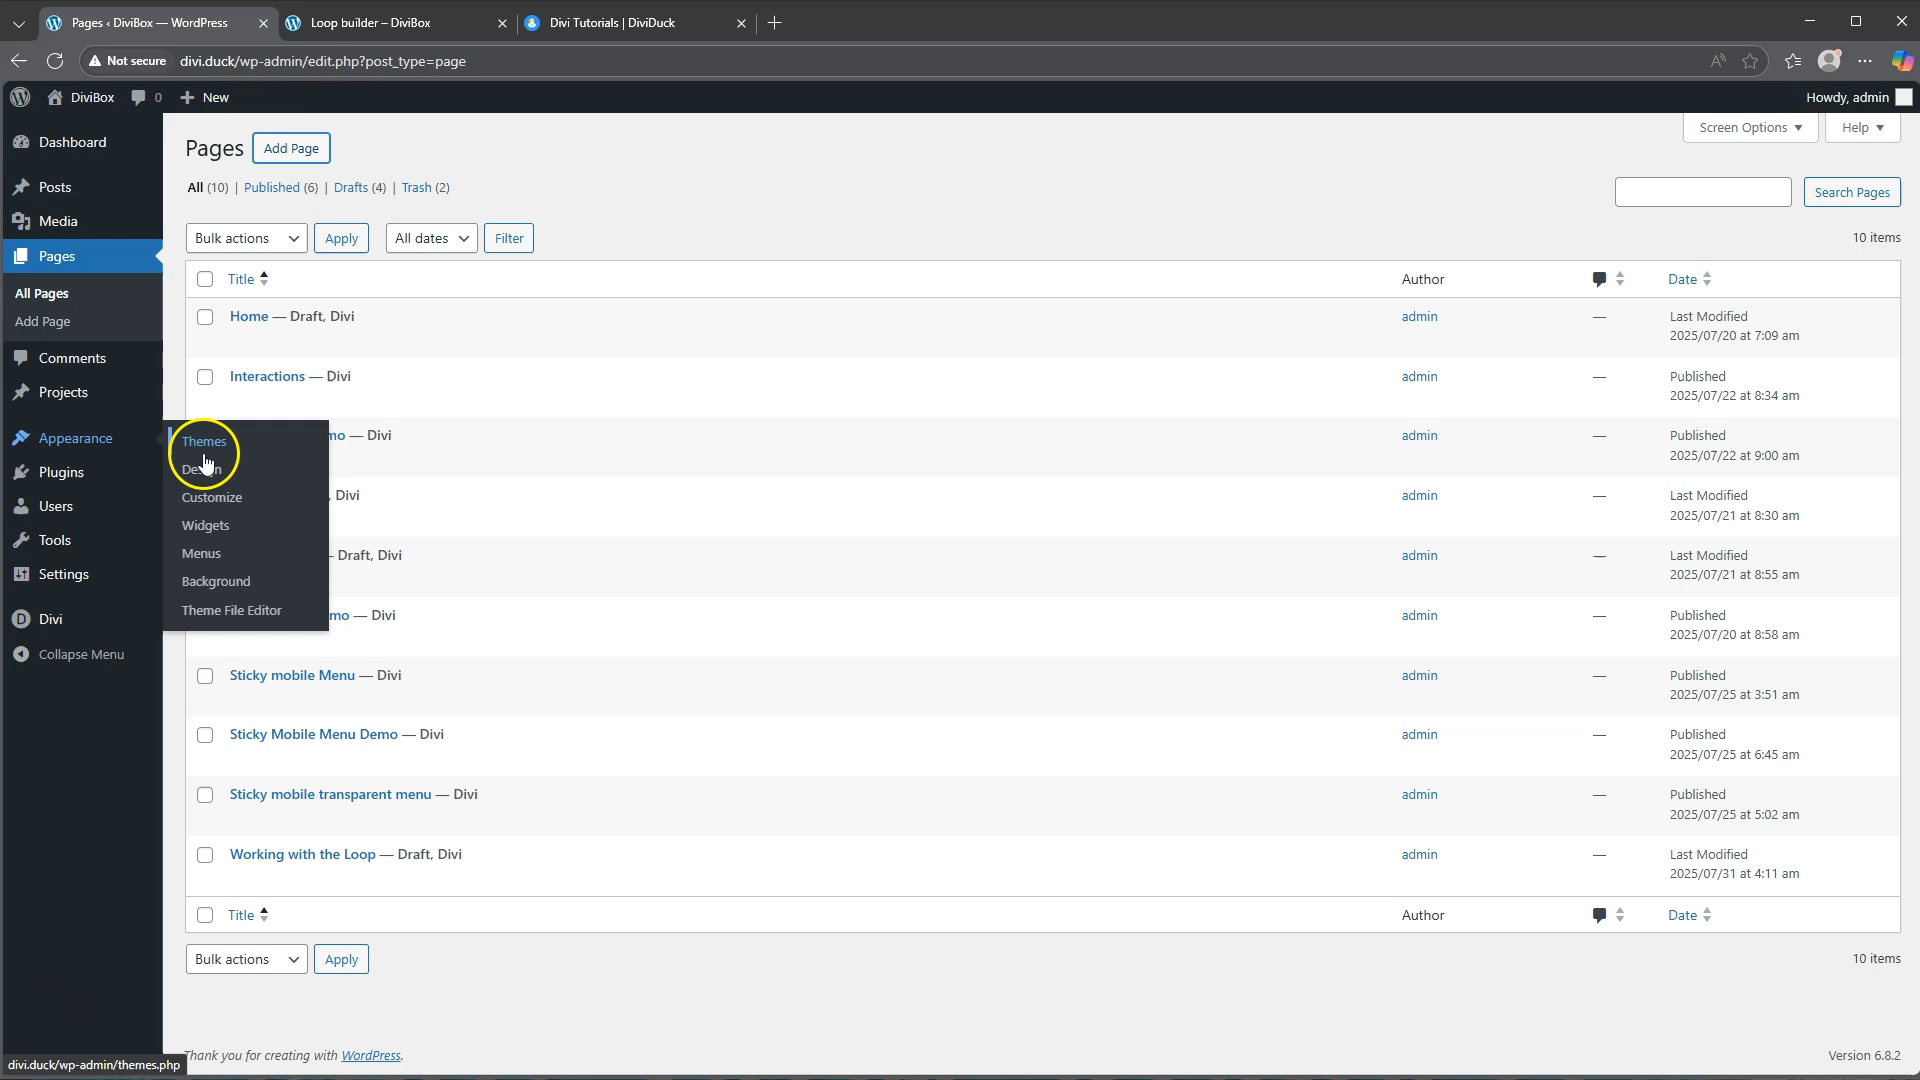 Pages < DiviBox — WordPress
Loop builder – DiviBox
Divi Tutorials | DiviDuck
Not secure
divi.duck/wp-admin/edit.php?post_type=page
DiviBox
0
New
Howdy, admin
Dashboard
Posts
Media
Pages
All Pages
Add Page
Comments
Projects
Appearance
Plugins
Users
Tools
Settings
Divi
Collapse Menu
Themes
Customize
Widgets
Menus
Background
Theme File Editor
Pages
Add Page
Screen Options
Help
All (10) | Published (6) | Drafts (4) | Trash (2)
Search Pages
Bulk actions
Apply
All dates
Filter
10 items
Title
Author
Date
Home — Draft, Divi
admin
—
Last Modified
2025/07/20 at 7:09 am
Interactions — Divi
admin
—
Published
2025/07/22 at 8:34 am
mo — Divi
admin
—
Published
2025/07/22 at 9:00 am
, Divi
admin
—
Last Modified
2025/07/21 at 8:30 am
– Draft, Divi
admin
—
Last Modified
2025/07/21 at 8:55 am
mo — Divi
admin
—
Published
2025/07/20 at 8:58 am
Sticky mobile Menu — Divi
admin
—
Published
2025/07/25 at 3:51 am
Sticky Mobile Menu Demo — Divi
admin
—
Published
2025/07/25 at 6:45 am
Sticky mobile transparent menu — Divi
admin
—
Published
2025/07/25 at 5:02 am
Working with the Loop — Draft, Divi
admin
—
Last Modified
2025/07/31 at 4:11 am
Title
Author
Date
Bulk actions
Apply
10 items
Thank you for creating with WordPress.
Version 6.8.2
divi.duck/wp-admin/themes.php